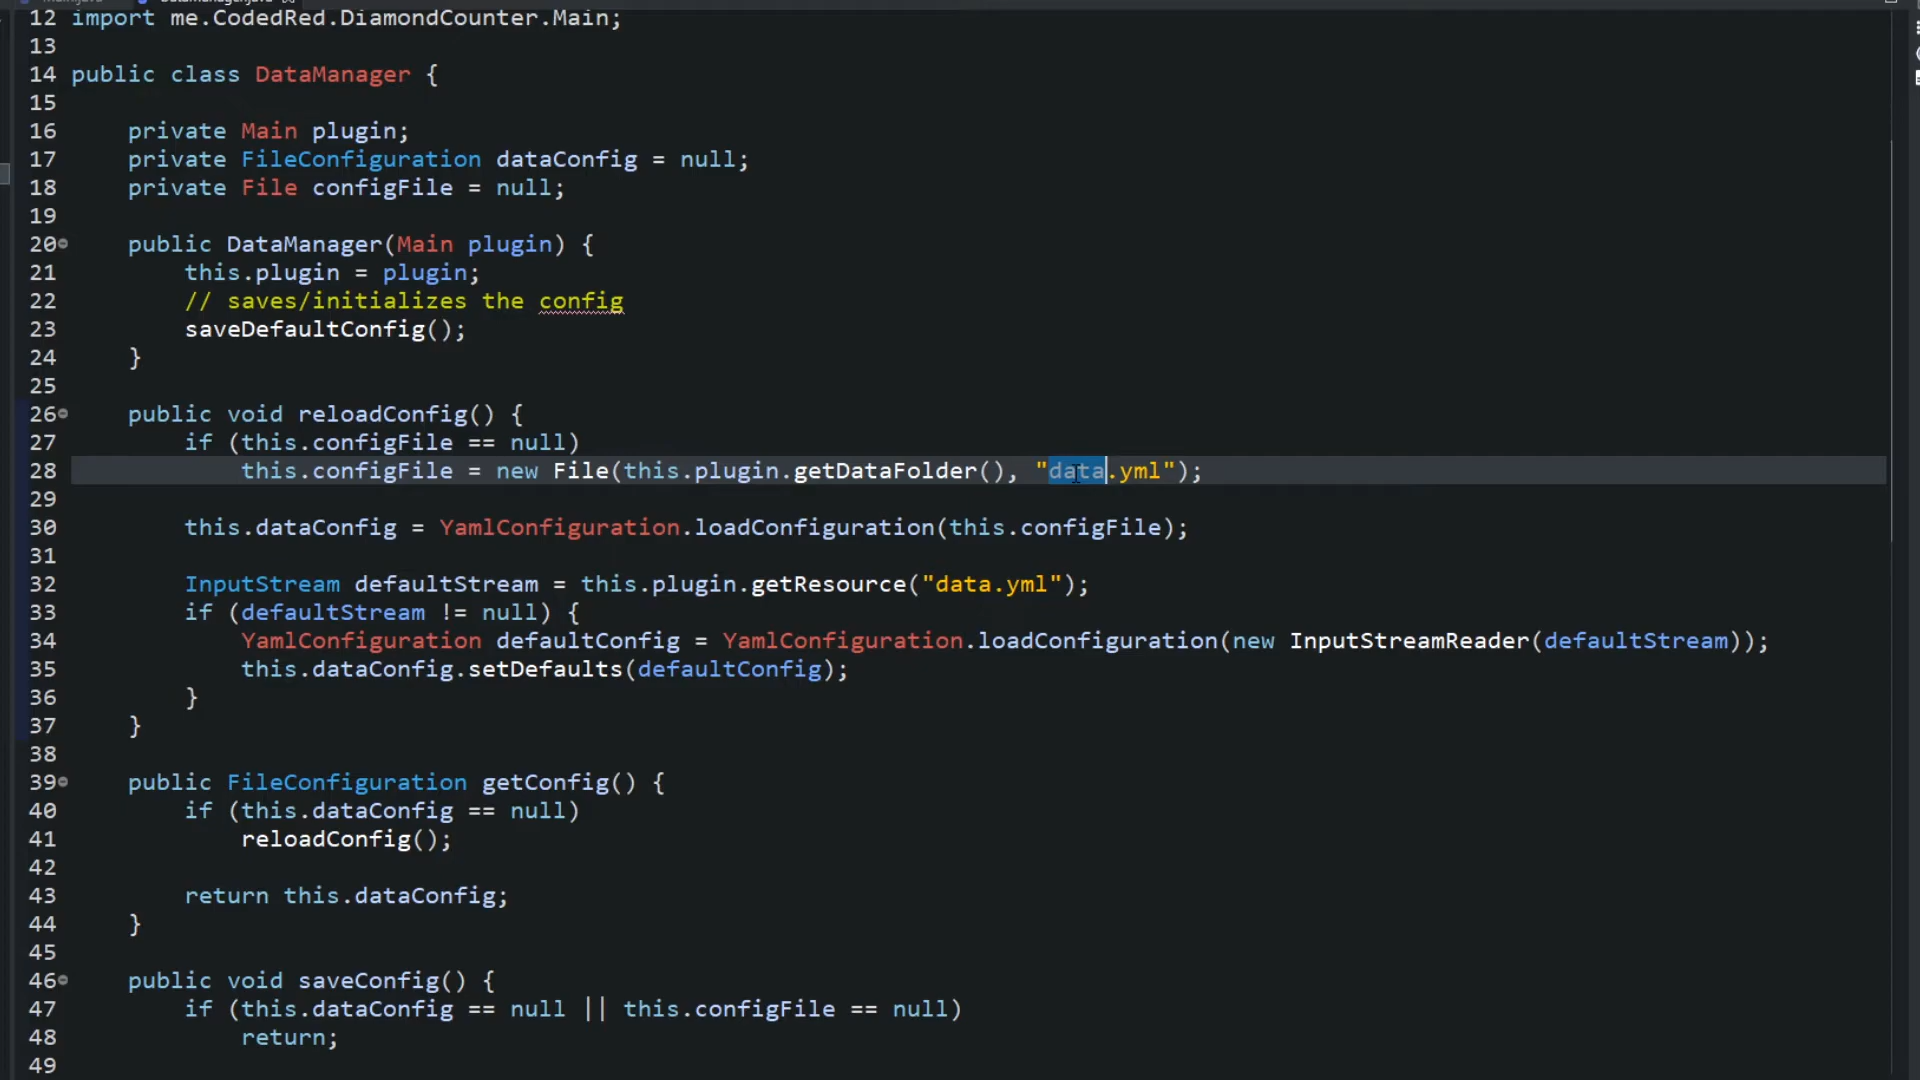 12 import me.CodedRed.DiamondCounter.Main;
13
14 public class DataManager {
15
16     private Main plugin;
17     private FileConfiguration dataConfig = null;
18     private File configFile = null;
19
20     public DataManager(Main plugin) {
21         this.plugin = plugin;
22         // saves/initializes the config
23         saveDefaultConfig();
24     }
25
26     public void reloadConfig() {
27         if (this.configFile == null)
28             this.configFile = new File(this.plugin.getDataFolder(), "data.yml");
29
30         this.dataConfig = YamlConfiguration.loadConfiguration(this.configFile);
31
32         InputStream defaultStream = this.plugin.getResource("data.yml");
33         if (defaultStream != null) {
34             YamlConfiguration defaultConfig = YamlConfiguration.loadConfiguration(new InputStreamReader(defaultStream));
35             this.dataConfig.setDefaults(defaultConfig);
36         }
37     }
38
39     public FileConfiguration getConfig() {
40         if (this.dataConfig == null)
41             reloadConfig();
42
43         return this.dataConfig;
44     }
45
46     public void saveConfig() {
47         if (this.dataConfig == null || this.configFile == null)
48             return;
49